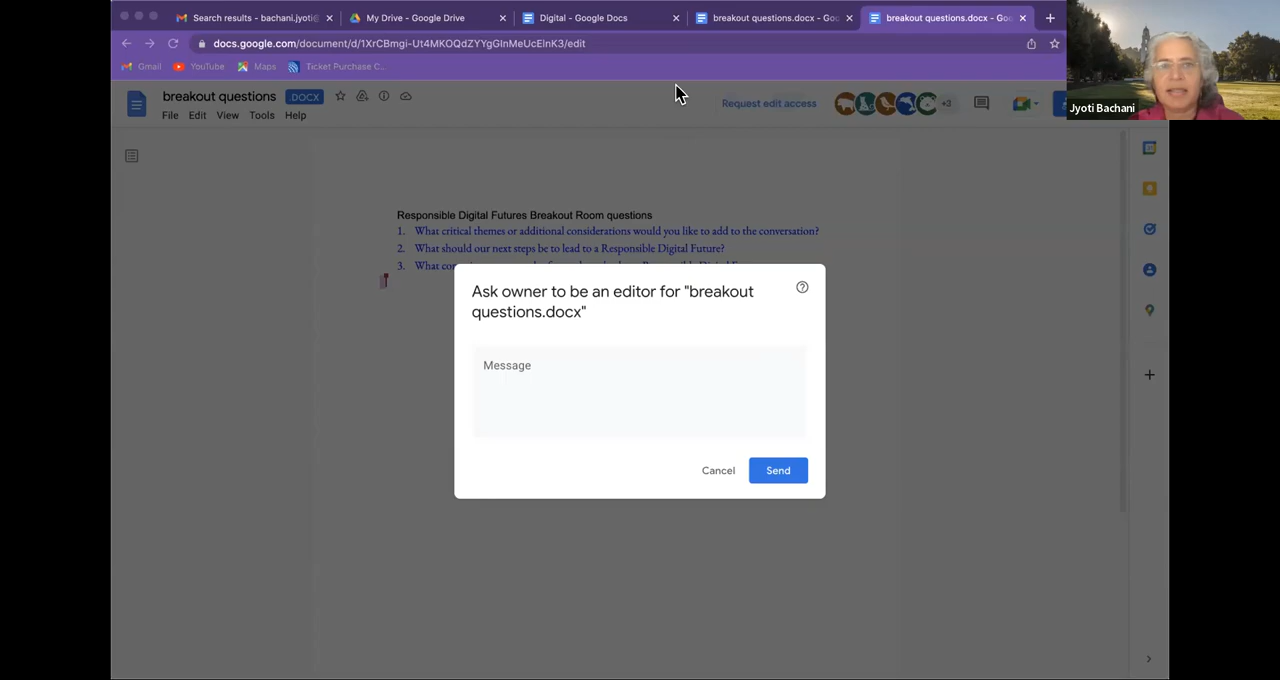 Search results - bachani.jyoti@
My Drive - Google Drive
Digital - Google Docs
breakout questions.docx - Goo
breakout questions.docx - Goo
docs.google.com/document/d/1XrCBmgi-Ut4MKOQdZYYgGInMeUcEInK3/edit
Gmail
YouTube
Maps
Ticket Purchase C...
Jyoti Bachani
breakout questions
.DOCX
Request edit access
+3
File Edit View Tools Help
Responsible Digital Futures Breakout Room questions
1. What critical themes or additional considerations would you like to add to the conversation?
2. What should our next steps be to lead to a Responsible Digital Future?
3. What
Ask owner to be an editor for "breakout
questions.docx"
Message
Cancel
Send